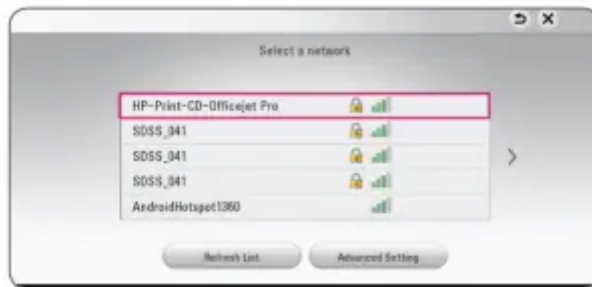 Select a network
HP-Print-CD-Officejet Pro
SDSS_041
SDSS_041
SDSS_041
AndroidHotspot1360
Refresh List
Advanced Setting